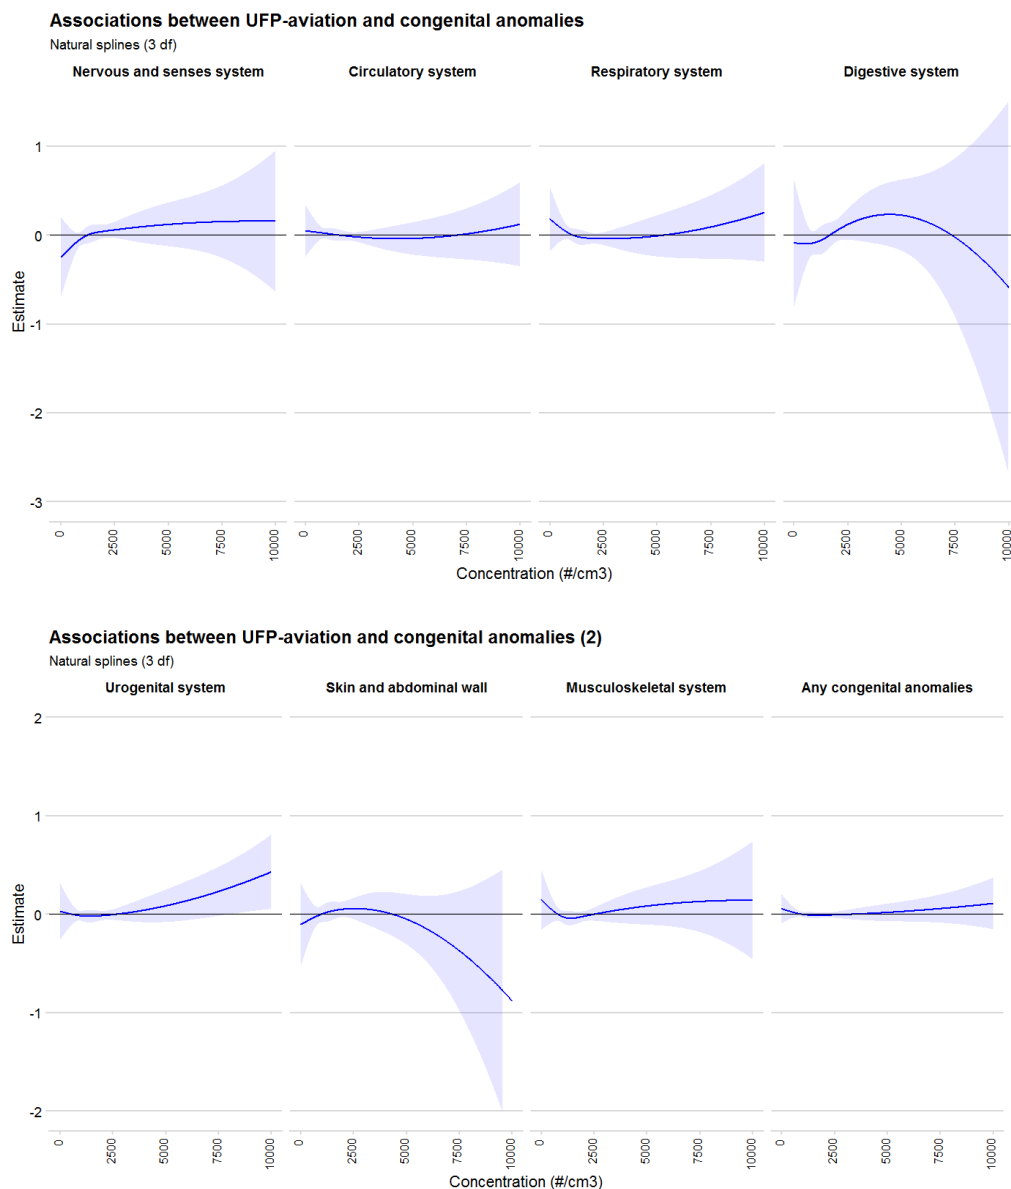 Associations between UFP-aviation and congenital anomalies
Natural splines (3 df)
Nervous and senses system Circulatory system Respiratory system Digestive system
1
0
-1
-2
-3
Estimate
0 2500 5000 7500 10000 0 2500 5000 7500 10000 0 2500 5000 7500 10000 0 2500 5000 7500 10000
Concentration (#/cm3)
Associations between UFP-aviation and congenital anomalies (2)
Natural splines (3 df)
Urogenital system Skin and abdominal wall Musculoskeletal system Any congenital anomalies
2
1
0
-1
-2
Estimate
0 2500 5000 7500 10000 0 2500 5000 7500 10000 0 2500 5000 7500 10000 0 2500 5000 7500 10000
Concentration (#/cm3)